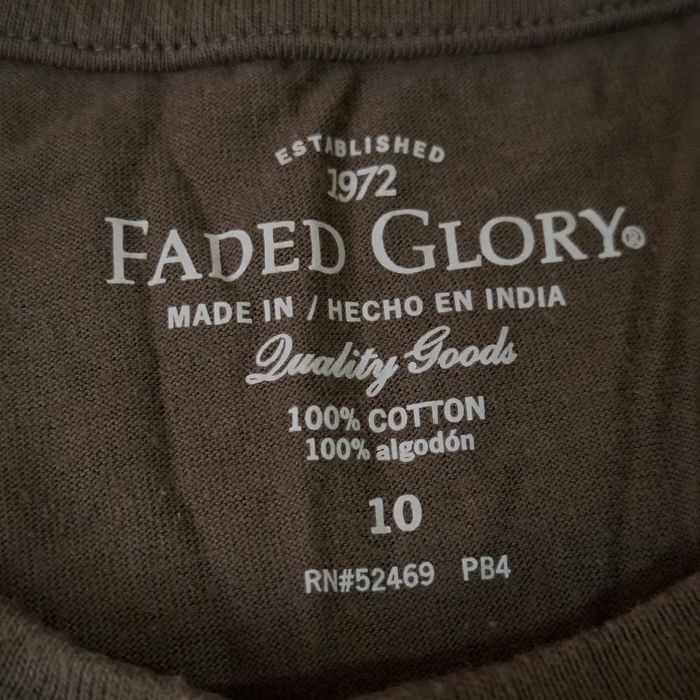 ESTABLISHED
1972
FADED GLORY®
MADE IN / HECHO EN INDIA
Quality Goods
100% COTTON
100% algodón
10
RN#52469 PB4